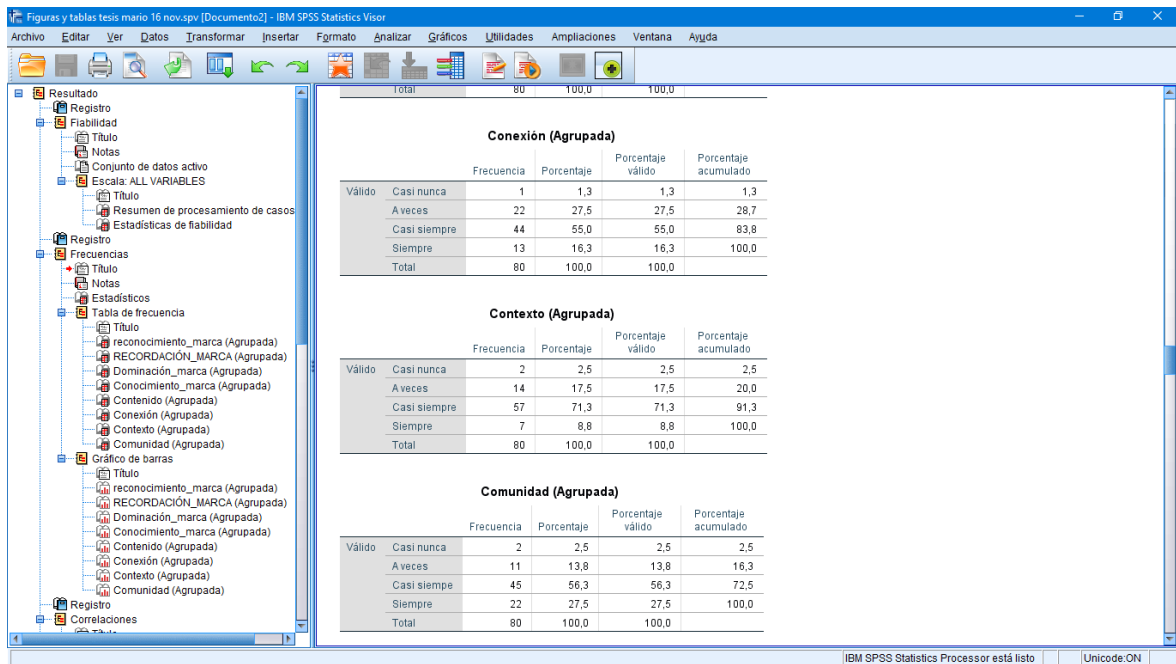 Figuras y tablas tesis mario 16 nov.spv [Documento2] - IBM SPSS Statistics Visor
Archivo Editar Ver Datos Transformar Insertar Formato Analizar Gráficos Utilidades Ampliaciones Ventana Ayuda
Resultado
Registro
Fiabilidad
Título
Notas
Conjunto de datos activo
Escala: ALL VARIABLES
Título
Resumen de procesamiento de casos
Estadísticas de fiabilidad
Registro
Frecuencias
Título
Notas
Estadísticos
Tabla de frecuencia
Título
reconocimiento_marca (Agrupada)
RECORDACIÓN_MARCA (Agrupada)
Dominación_marca (Agrupada)
Conocimiento_marca (Agrupada)
Contenido (Agrupada)
Conexión (Agrupada)
Contexto (Agrupada)
Comunidad (Agrupada)
Gráfico de barras
Título
reconocimiento_marca (Agrupada)
RECORDACIÓN_MARCA (Agrupada)
Dominación_marca (Agrupada)
Conocimiento_marca (Agrupada)
Contenido (Agrupada)
Conexión (Agrupada)
Contexto (Agrupada)
Comunidad (Agrupada)
Registro
Correlaciones
Título
Total 80 100,0 100,0
Conexión (Agrupada)
Frecuencia Porcentaje Porcentaje válido Porcentaje acumulado
Válido Casi nunca 1 1,3 1,3 1,3
A veces 22 27,5 27,5 28,7
Casi siempre 44 55,0 55,0 83,8
Siempre 13 16,3 16,3 100,0
Total 80 100,0 100,0
Contexto (Agrupada)
Frecuencia Porcentaje Porcentaje válido Porcentaje acumulado
Válido Casi nunca 2 2,5 2,5 2,5
A veces 14 17,5 17,5 20,0
Casi siempre 57 71,3 71,3 91,3
Siempre 7 8,8 8,8 100,0
Total 80 100,0 100,0
Comunidad (Agrupada)
Frecuencia Porcentaje Porcentaje válido Porcentaje acumulado
Válido Casi nunca 2 2,5 2,5 2,5
A veces 11 13,8 13,8 16,3
Casi siempe 45 56,3 56,3 72,5
Siempre 22 27,5 27,5 100,0
Total 80 100,0 100,0
IBM SPSS Statistics Processor está listo Unicode:ON